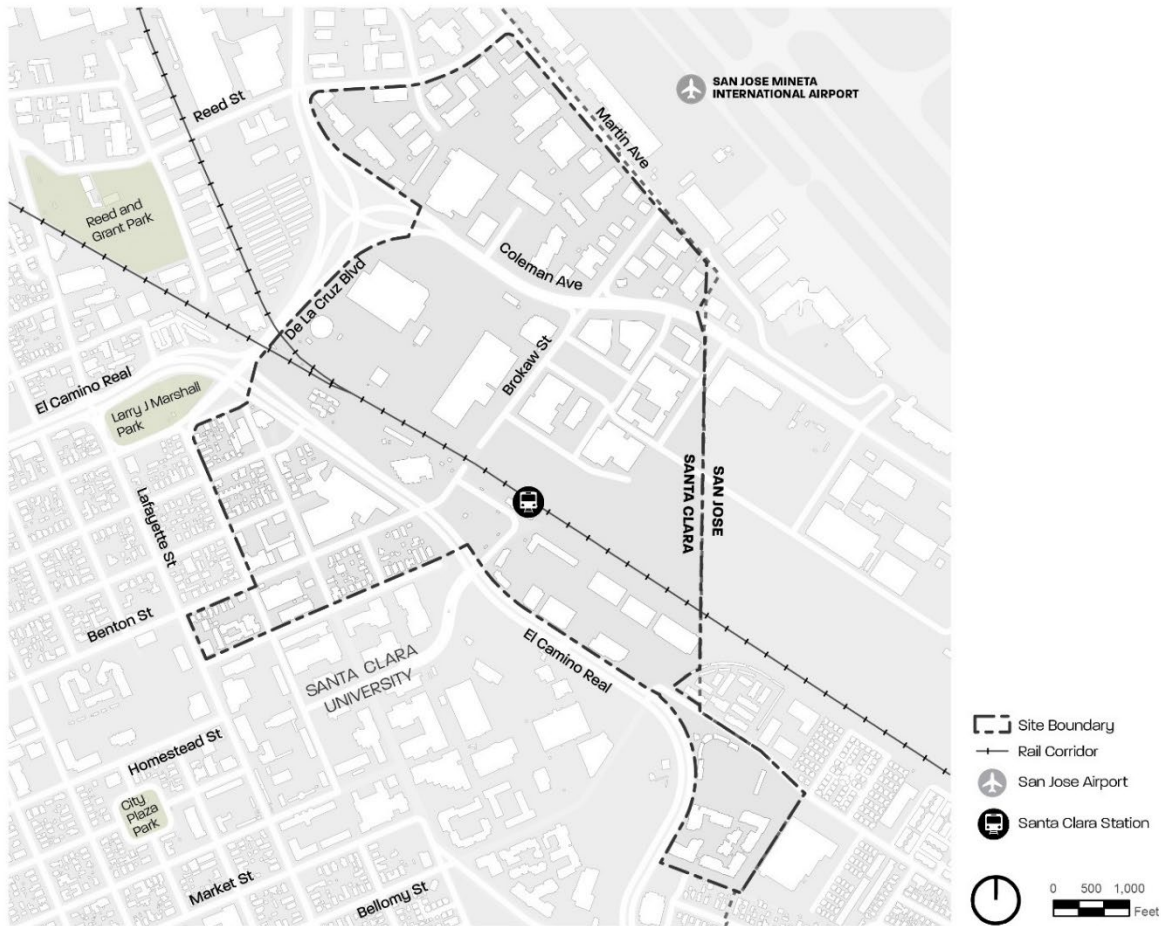 SAN JOSE MINETA
INTERNATIONAL AIRPORT
Reed St
Martin Ave
Reed and
Grant Park
Coleman Ave
De La Cruz Blvd
El Camino Real
Brokaw St
Larry J Marshall
Park
SANTA CLARA
SAN JOSE
Lafayette St
Benton St
El Camino Real
SANTA CLARA
UNIVERSITY
Homestead St
City
Plaza
Park
Market St
Bellomy St
Site Boundary
Rail Corridor
San Jose Airport
Santa Clara Station
0 500 1,000
Feet